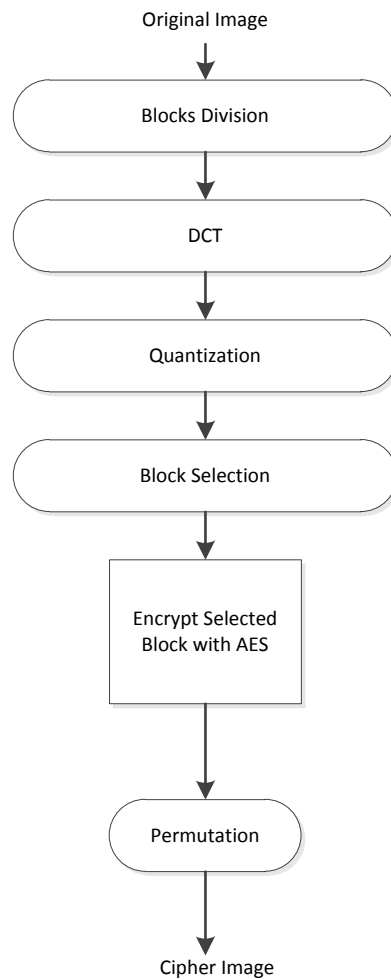 Original Image
Blocks Division
DCT
Quantization
Block Selection
Encrypt Selected
Block with AES
Permutation
Cipher Image